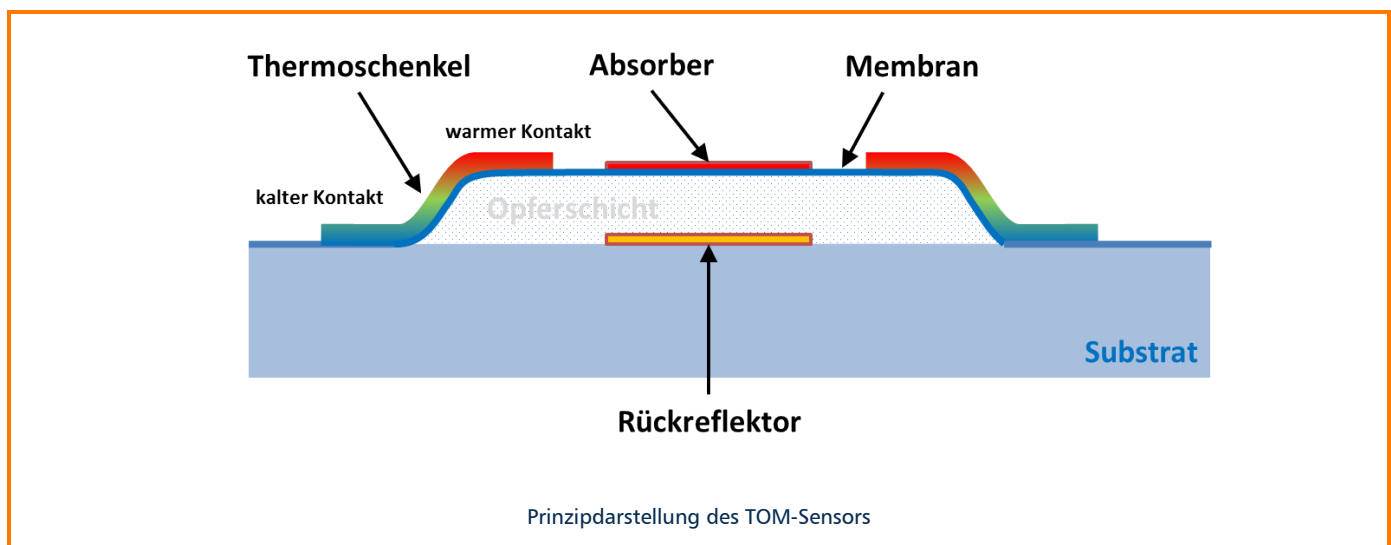 Thermoschenkel
Absorber
Membran
warmer Kontakt
kalter Kontakt
Opferschicht
Substrat
Rückreflektor
Prinzipdarstellung des TOM-Sensors